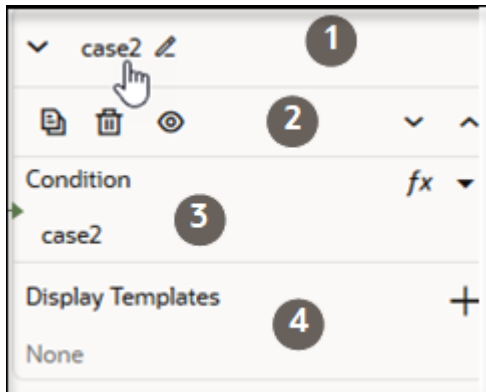 case2 1
2
Condition fx
3
case2
Display Templates
4
None